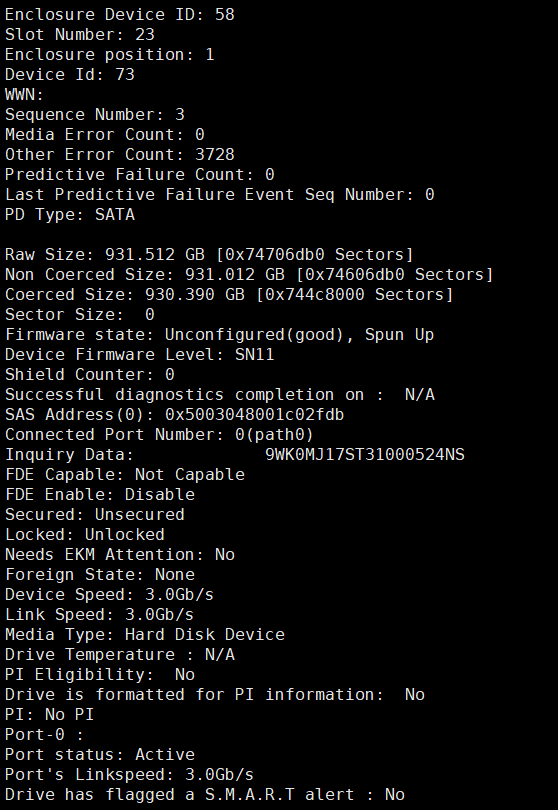 Enclosure Device ID: 58
Slot Number: 23
Enclosure position: 1
Device Id: 73
WWN:
Sequence Number: 3
Media Error Count: 0
Other Error Count: 3728
Predictive Failure Count: 0
Last Predictive Failure Event Seq Number: 0
PD Type: SATA

Raw Size: 931.512 GB [0x74706db0 Sectors]
Non Coerced Size: 931.012 GB [0x74606db0 Sectors]
Coerced Size: 930.390 GB [0x744c8000 Sectors]
Sector Size:  0
Firmware state: Unconfigured(good), Spun Up
Device Firmware Level: SN11
Shield Counter: 0
Successful diagnostics completion on :  N/A
SAS Address(0): 0x5003048001c02fdb
Connected Port Number: 0(path0)
Inquiry Data:             9WK0MJ17ST31000524NS
FDE Capable: Not Capable
FDE Enable: Disable
Secured: Unsecured
Locked: Unlocked
Needs EKM Attention: No
Foreign State: None
Device Speed: 3.0Gb/s
Link Speed: 3.0Gb/s
Media Type: Hard Disk Device
Drive Temperature : N/A
PI Eligibility:  No
Drive is formatted for PI information:  No
PI: No PI
Port-0 :
Port status: Active
Port's Linkspeed: 3.0Gb/s
Drive has flagged a S.M.A.R.T alert : No